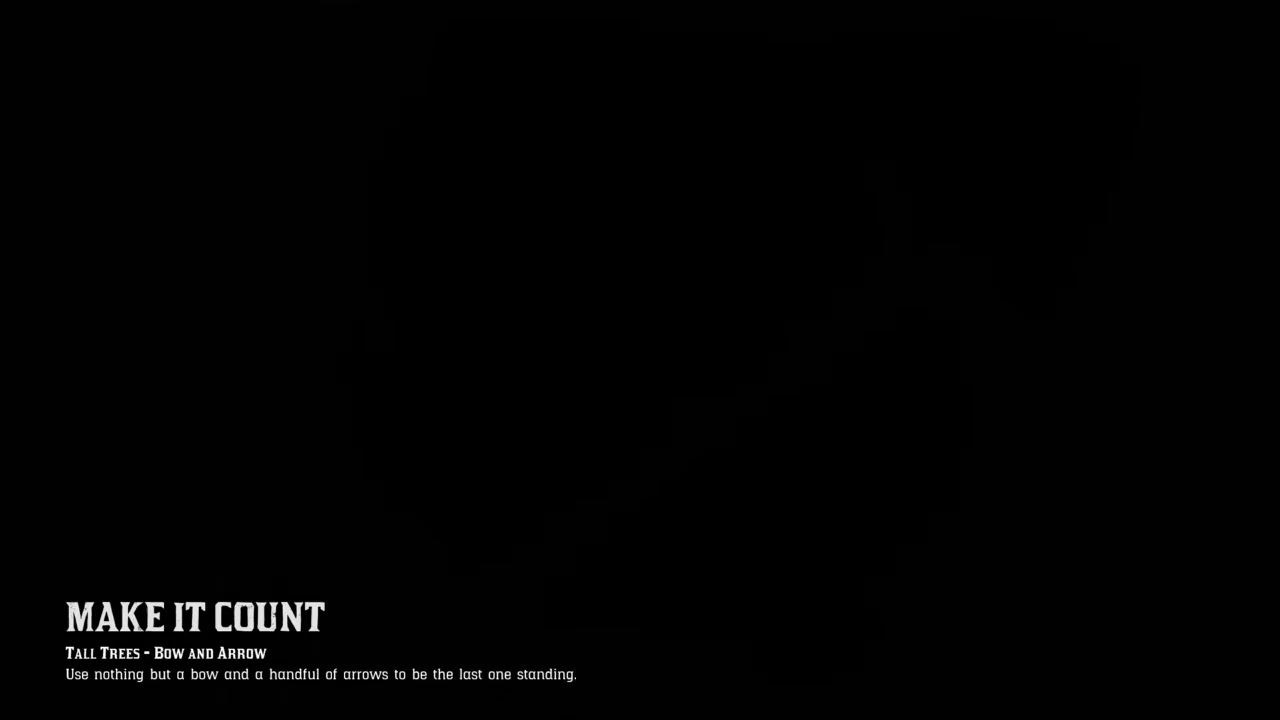 MAKE IT COUNT
Tall Trees - Bow and Arrow
Use nothing but a bow and a handful of arrows to be the last one standing.